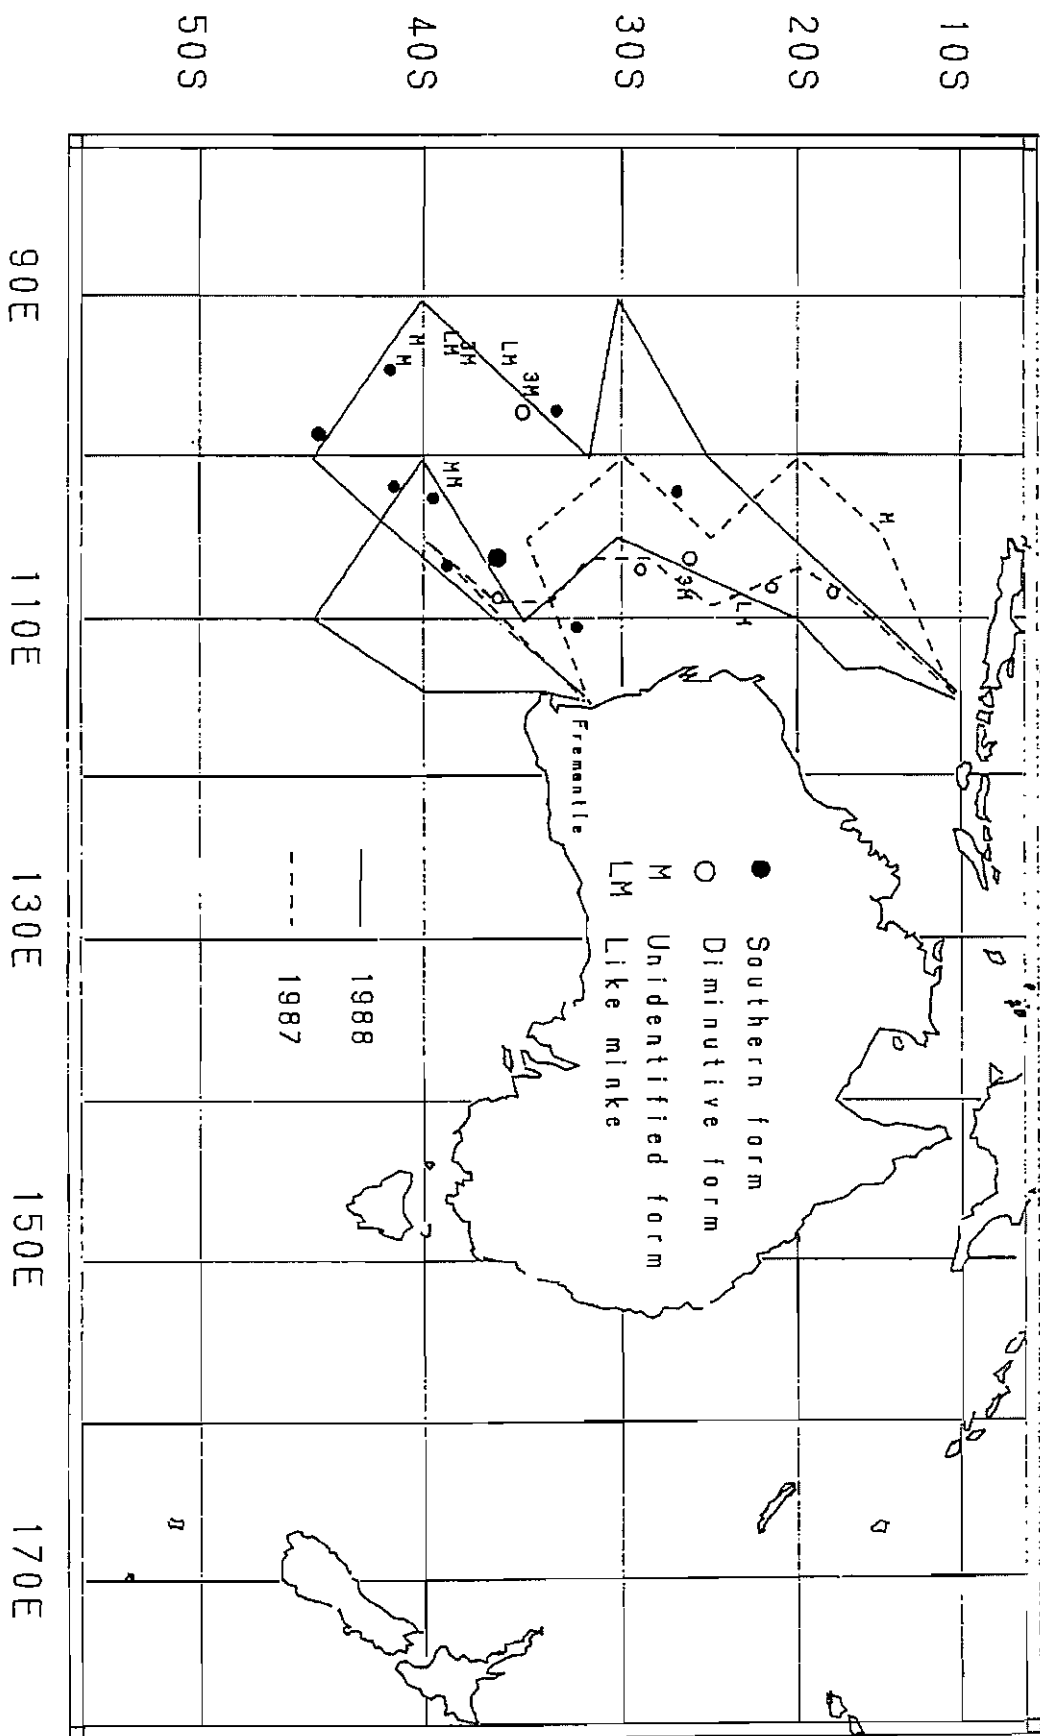 10S
20S
30S
40S
50S
90E
110E
130E
150E
170E
M
LM
3M
LM
3M
M
M
MM
3M
LM
Fremantle
● Southern form
○ Diminutive form
M Unidentified form
LM Like minke
1988
1987